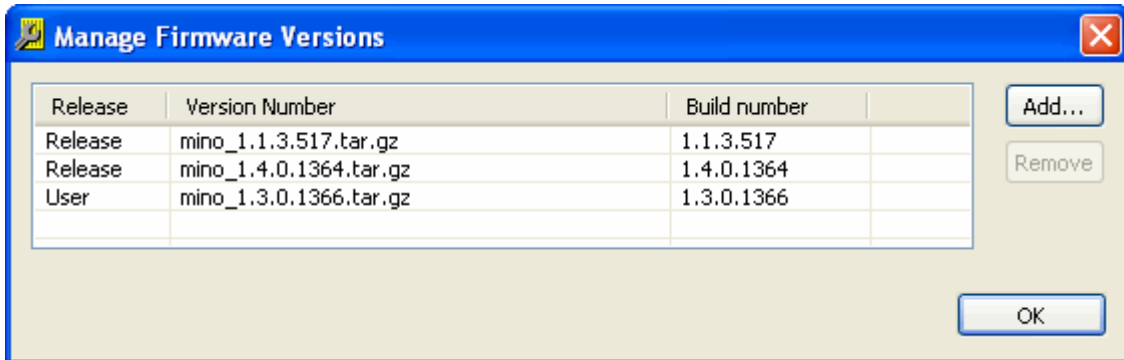 Manage Firmware Versions
Release Version Number Build number Add...
Release mino_1.1.3.517.tar.gz 1.1.3.517
Release mino_1.4.0.1364.tar.gz 1.4.0.1364 Remove
User mino_1.3.0.1366.tar.gz 1.3.0.1366
OK